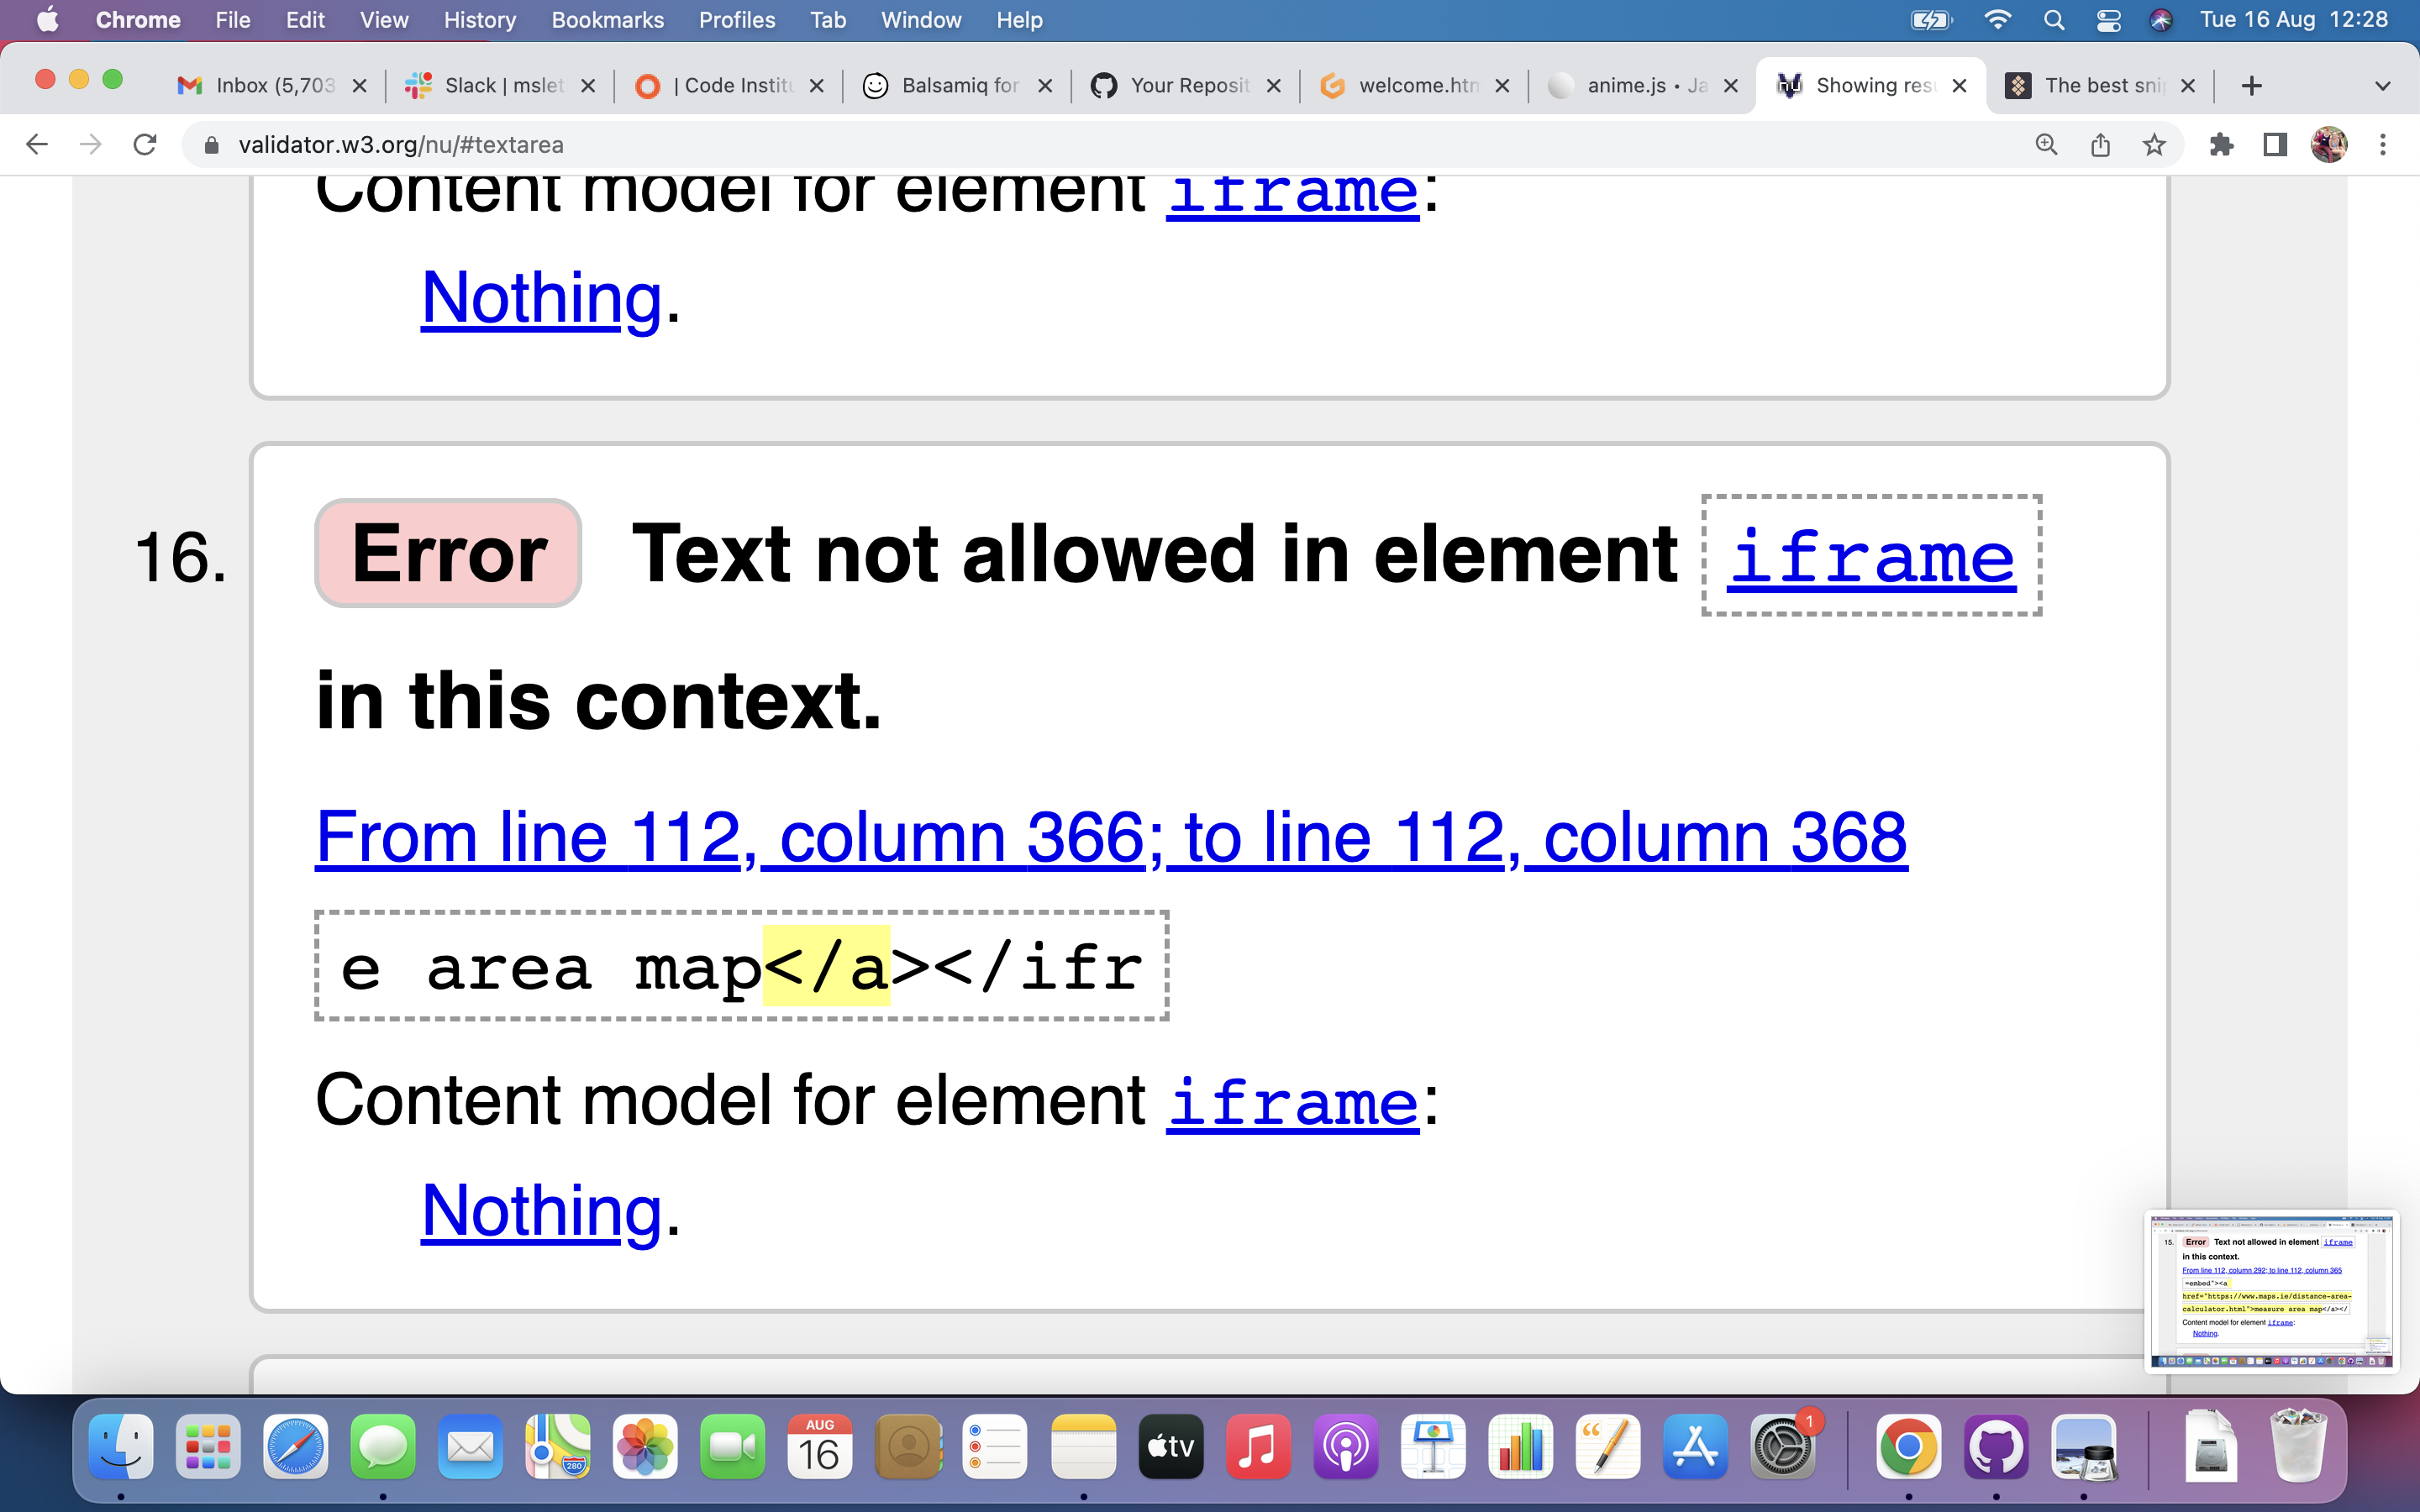 Chrome File Edit View History Bookmarks Profiles Tab Window Help Tue 16 Aug 12:28
Inbox (5,703 Slack | mslet | Code Institu Balsamiq for Your Reposit welcome.htm anime.js • Ja Showing resu The best snip
validator.w3.org/nu/#textarea
Content model for element iframe:
Nothing.
16. Error Text not allowed in element iframe
in this context.
From line 112, column 366; to line 112, column 368
e area map</a></ifr
Content model for element iframe:
Nothing.
15. Error Text not allowed in element iframe
in this context.
From line 112, column 292; to line 112, column 365
=embed"><a
href="https://www.maps.ie/distance-area-
calculator.html">measure area map</a></
Content model for element iframe:
Nothing.
AUG
16
280
tv
1